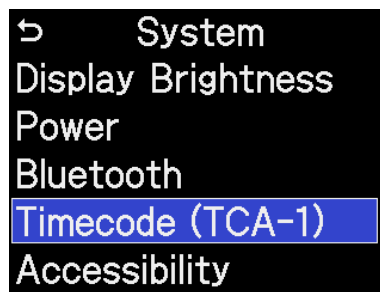 System
Display Brightness
Power
Bluetooth
Timecode (TCA-1)
Accessibility